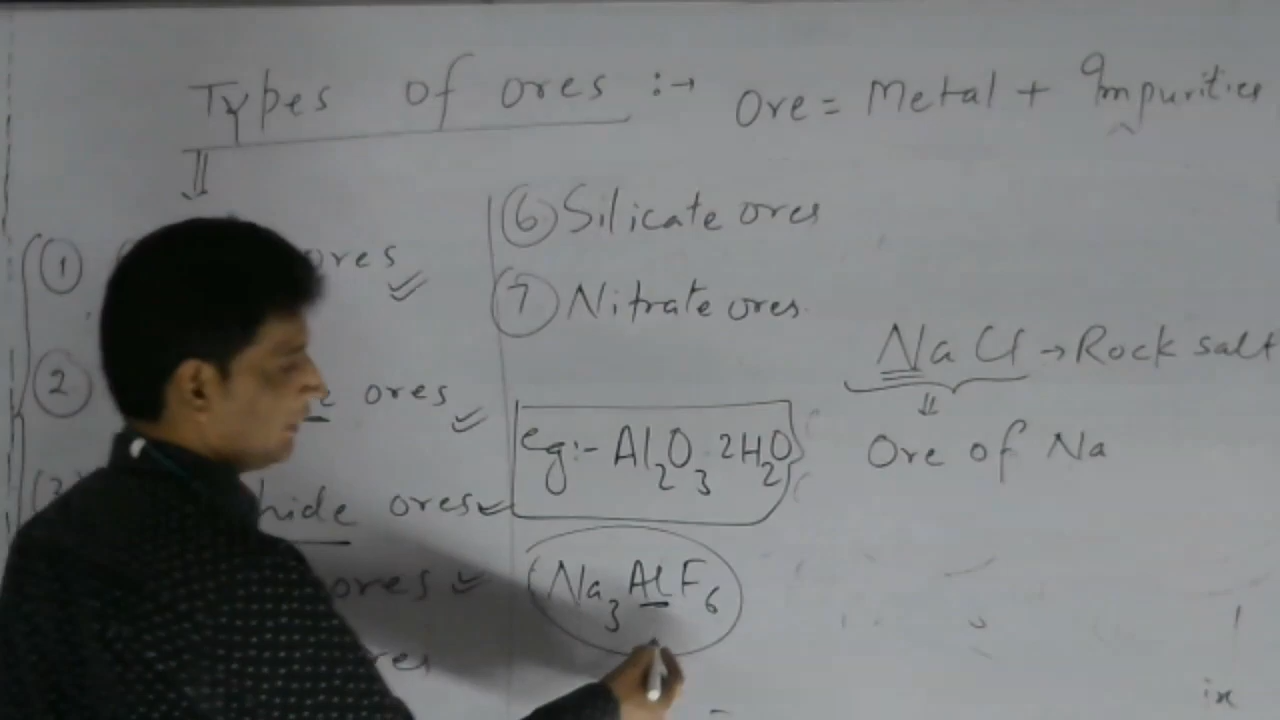 Types of ores :→ Ore = Metal + Impurities
⇓
① ores
② ores
hide ores
ores
⑥ Silicate ores
⑦ Nitrate ores
eg:- Al₂O₃ 2H₂O
Na₃AlF₆
NaCl → Rock salt
⇓
Ore of Na